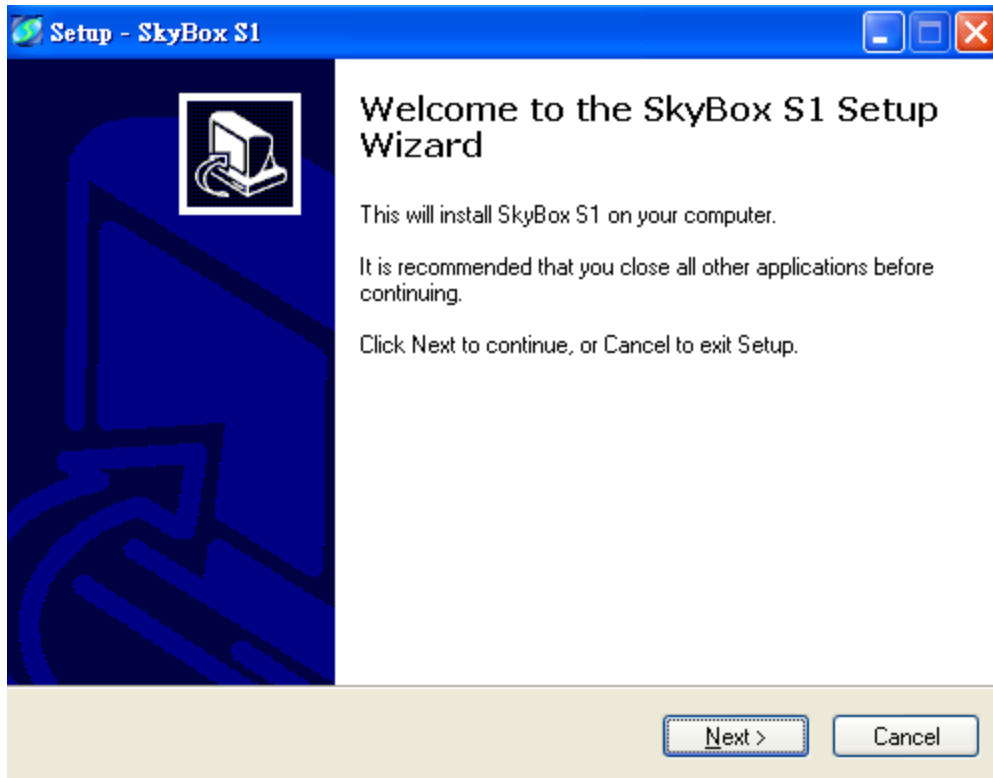 Setup - SkyBox S1
Welcome to the SkyBox S1 Setup
Wizard
This will install SkyBox S1 on your computer.
It is recommended that you close all other applications before
continuing.
Click Next to continue, or Cancel to exit Setup.
Next >
Cancel